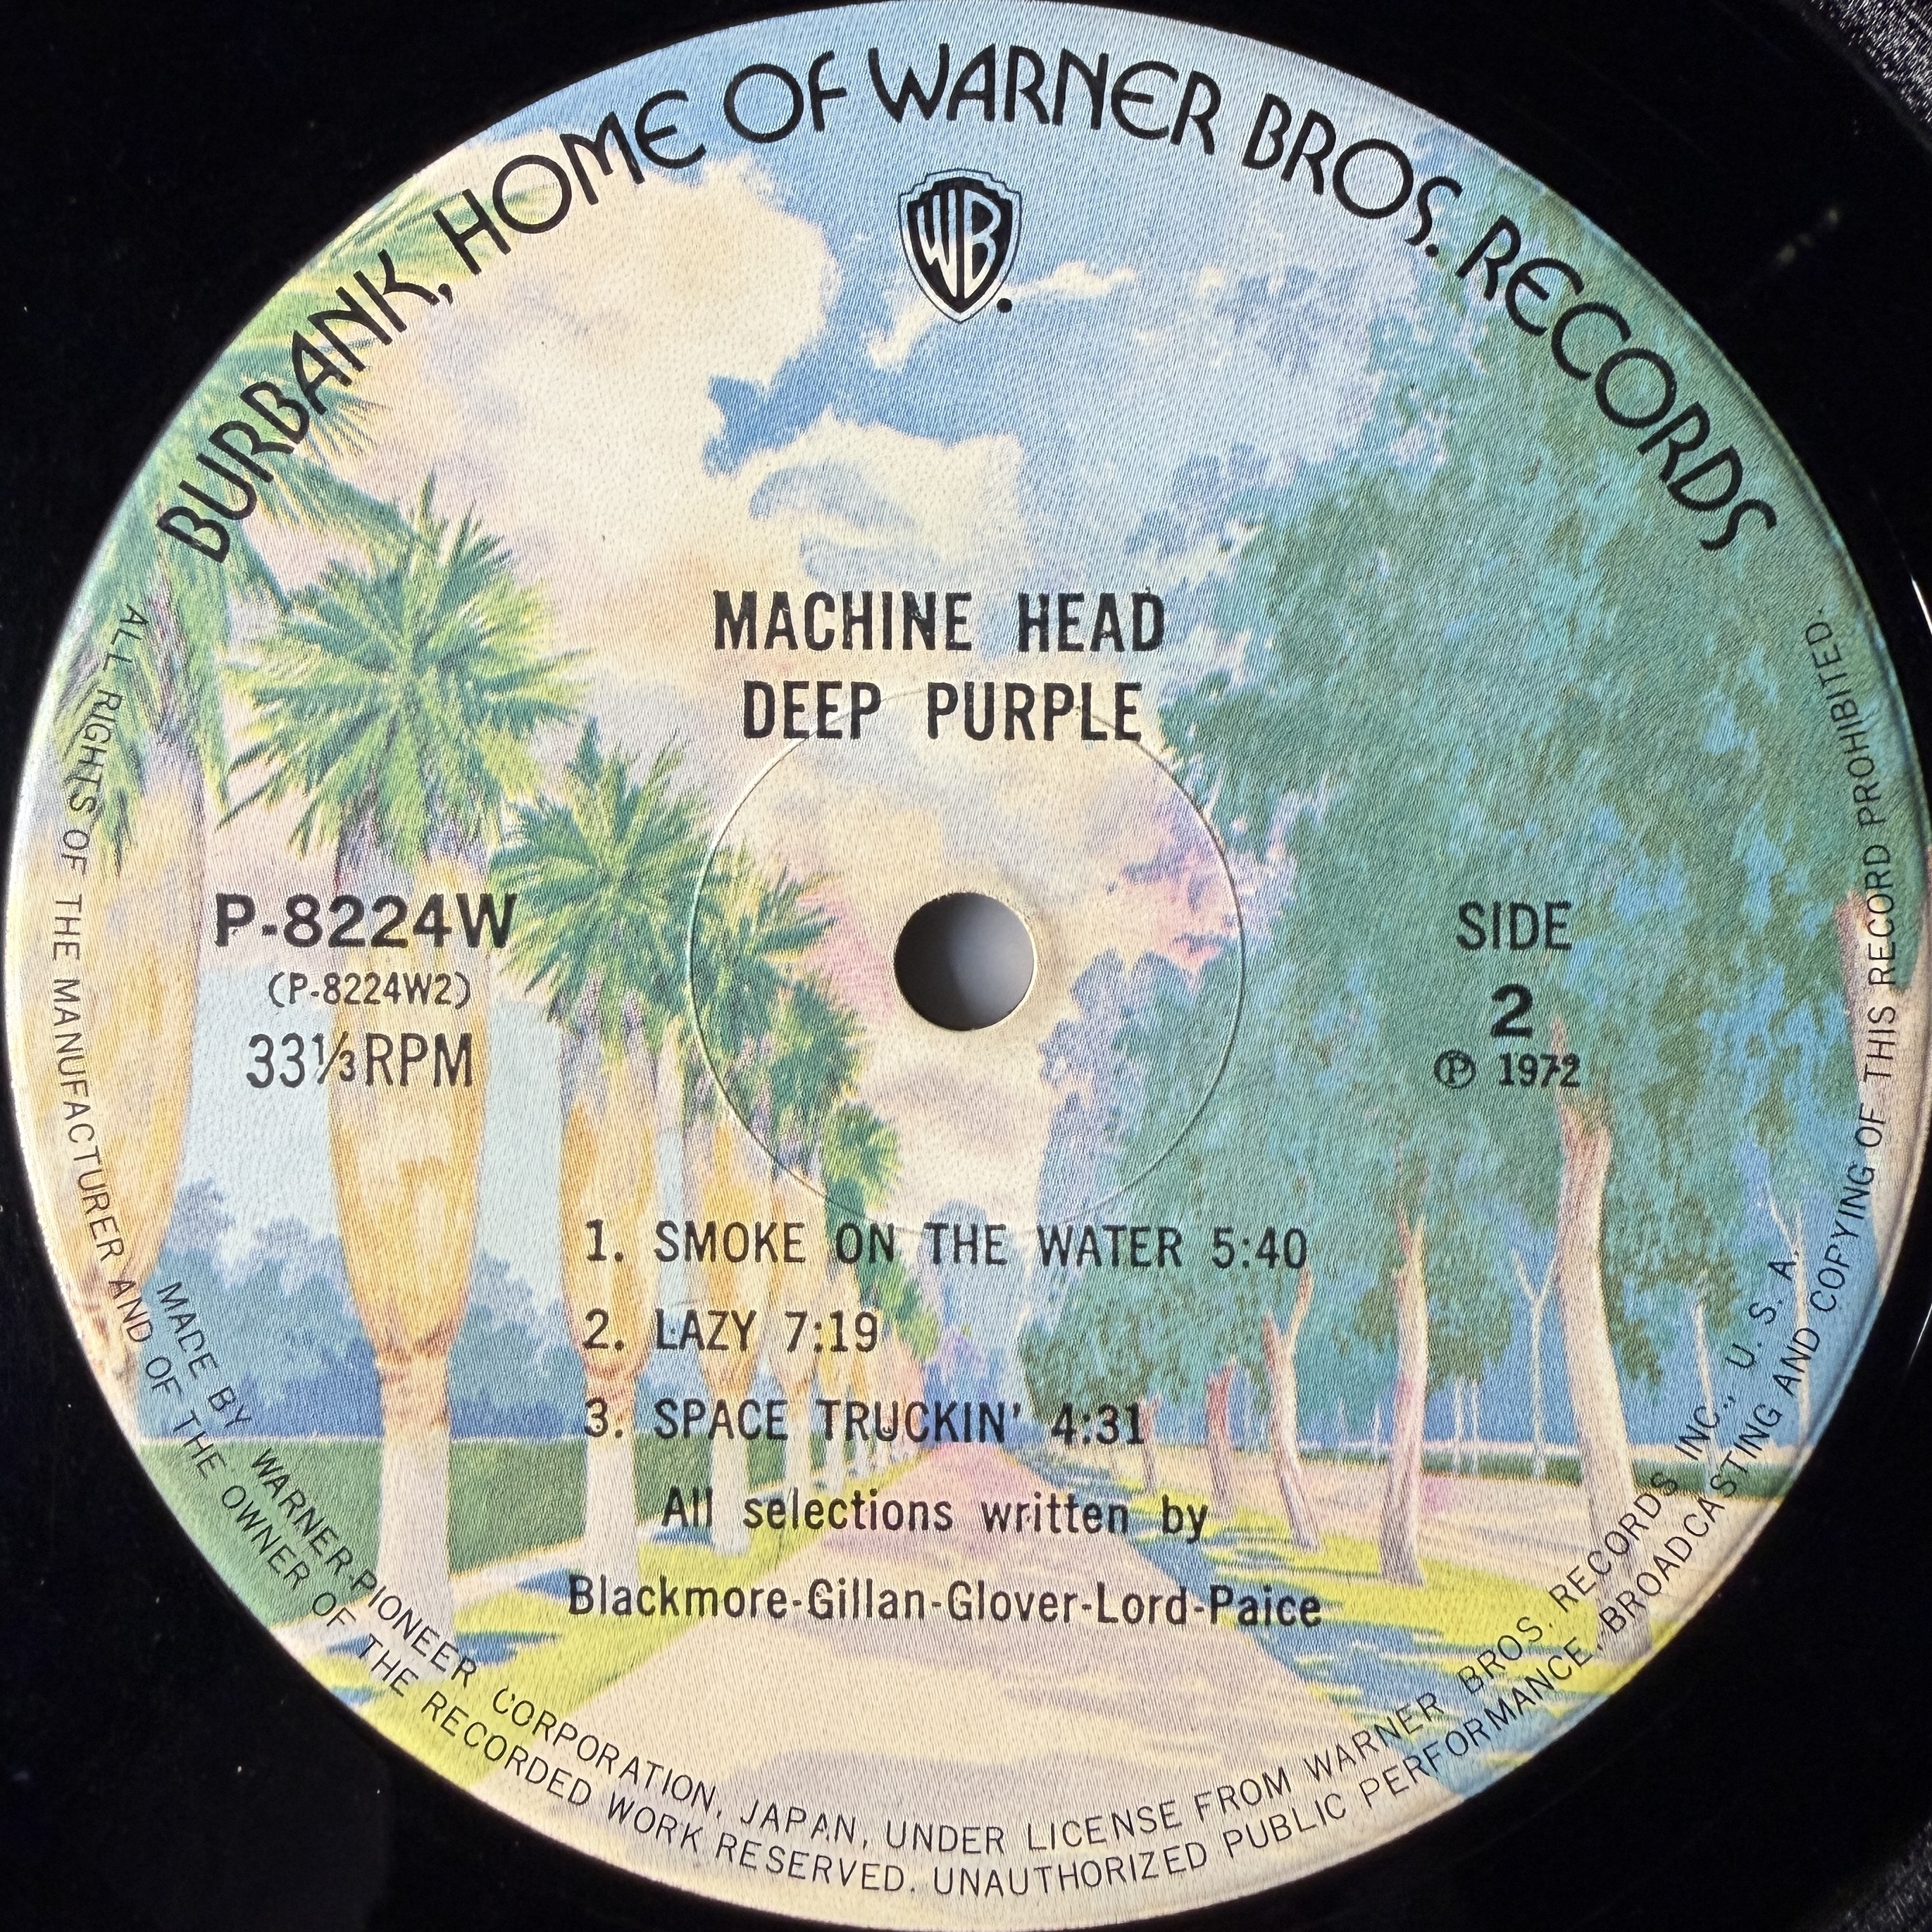 BURBANK, HOME OF WARNER BROS. RECORDS
WB
MACHINE HEAD
DEEP PURPLE
P-8224W
(P-8224W2)
33⅓RPM
SIDE
2
℗ 1972
1. SMOKE ON THE WATER 5:40
2. LAZY 7:19
3. SPACE TRUCKIN' 4:31
All selections written by
Blackmore-Gillan-Glover-Lord-Paice
MADE BY WARNER-PIONEER CORPORATION, JAPAN, UNDER LICENSE FROM WARNER BROS. RECORDS INC., U. S. A.
ALL RIGHTS OF THE MANUFACTURER AND OF THE OWNER OF THE RECORDED WORK RESERVED. UNAUTHORIZED PUBLIC PERFORMANCE, BROADCASTING AND COPYING OF THIS RECORD PROHIBITED.